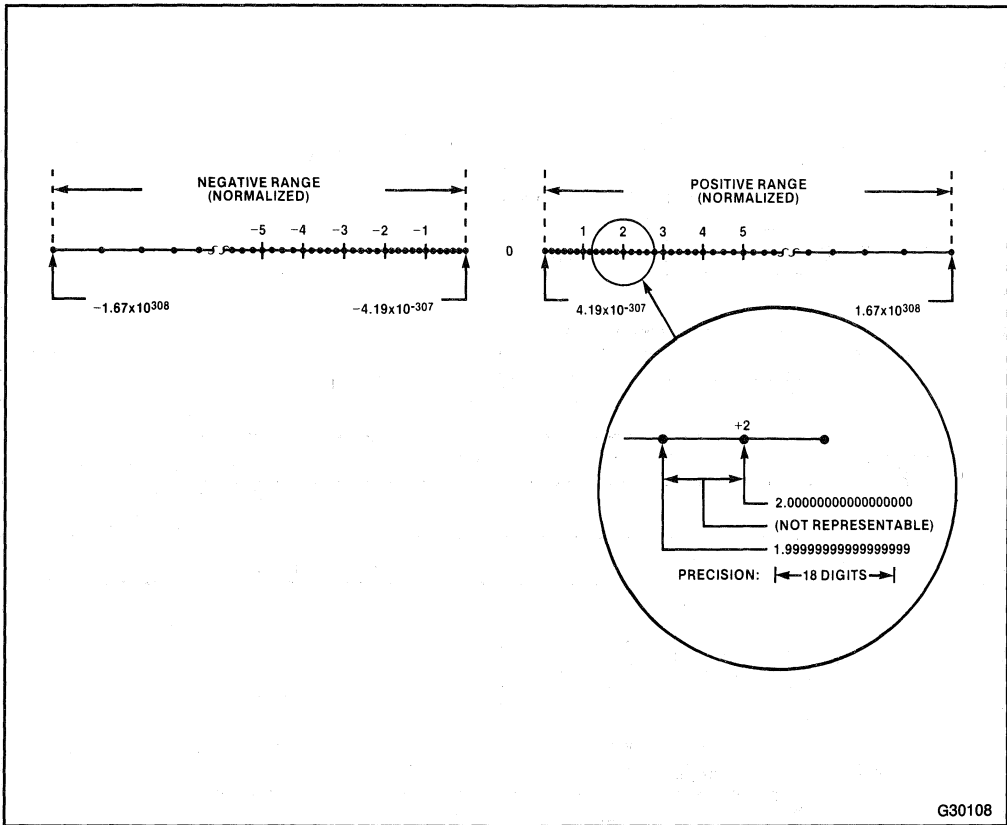 NEGATIVE RANGE
(NORMALIZED)
POSITIVE RANGE
(NORMALIZED)
−5 −4 −3 −2 −1 0 1 2 3 4 5
−1.67x10^308 −4.19x10^-307 4.19x10^-307 1.67x10^308
+2
2.00000000000000000
(NOT REPRESENTABLE)
1.99999999999999999
PRECISION: 18 DIGITS
G30108